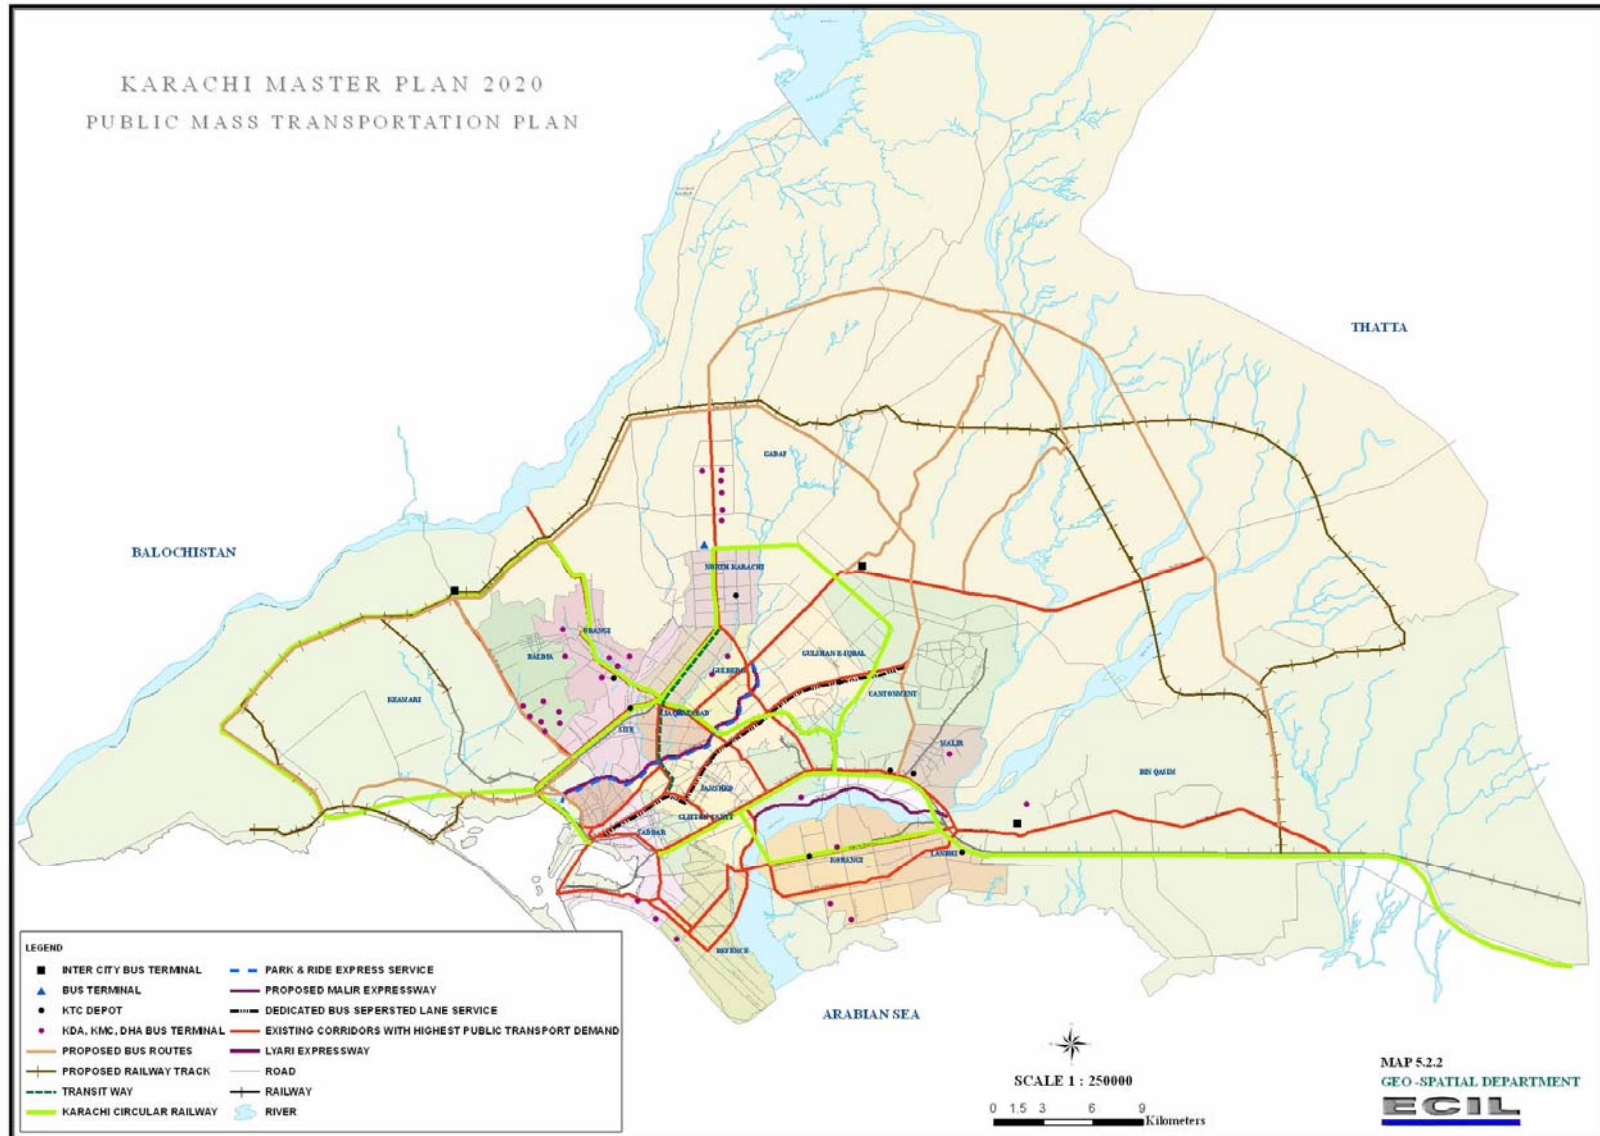 KARACHI MASTER PLAN 2020
PUBLIC MASS TRANSPORTATION PLAN
THATTA
GADAP
BALOCHISTAN
NORTH KARACHI
ORANGI
BALDIA
GULBERG
GULSHAN E-IQBAL
CANTONMENT
KEAMARI
LIAQUATABAD
SITE
MALIR
BIN QASIM
JAMSHED
CLIFTON CANTT
SADDAR
KORANGI
LANDHI
DEFENCE
ARABIAN SEA
LEGEND
INTER CITY BUS TERMINAL
BUS TERMINAL
KTC DEPOT
KDA, KMC, DHA BUS TERMINAL
PROPOSED BUS ROUTES
PROPOSED RAILWAY TRACK
TRANSIT WAY
KARACHI CIRCULAR RAILWAY
PARK & RIDE EXPRESS SERVICE
PROPOSED MALIR EXPRESSWAY
DEDICATED BUS SEPERSTED LANE SERVICE
EXISTING CORRIDORS WITH HIGHEST PUBLIC TRANSPORT DEMAND
LYARI EXPRESSWAY
ROAD
RAILWAY
RIVER
SCALE 1 : 250000
0 1.5 3 6 9
Kilometers
MAP 5.2.2
GEO -SPATIAL DEPARTMENT
ECIL